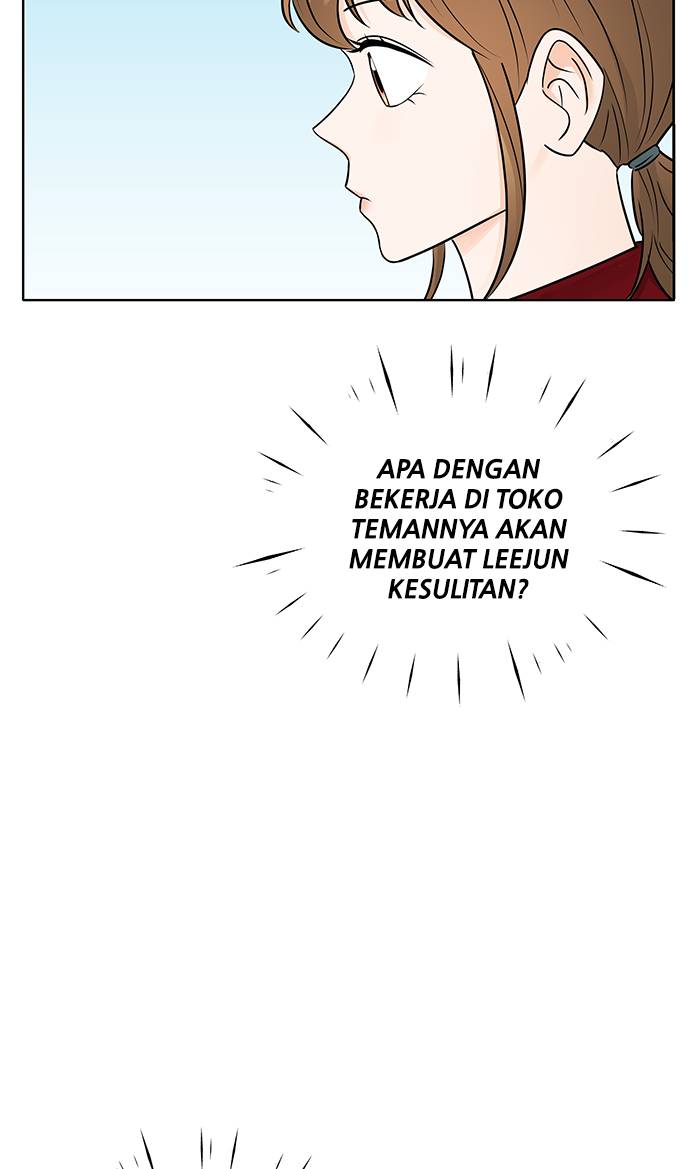 APA DENGAN
BEKERJA DI TOKO
TEMANNYA AKAN
MEMBUAT LEEJUN
KESULITAN?